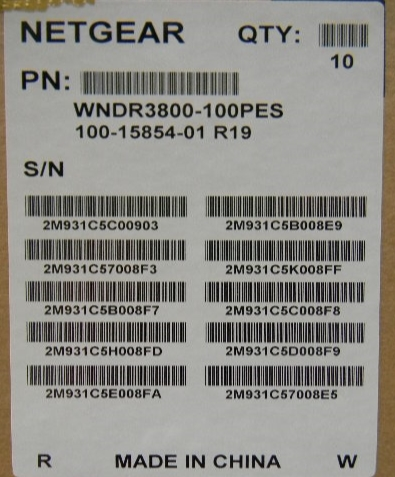 NETGEAR QTY:
10
PN:
WNDR3800-100PES
100-15854-01 R19
S/N
2M931C5C00903 2M931C5B008E9
2M931C57008F3 2M931C5K008FF
2M931C5B008F7 2M931C5C008F8
2M931C5H008FD 2M931C5D008F9
2M931C5E008FA 2M931C57008E5
R MADE IN CHINA W